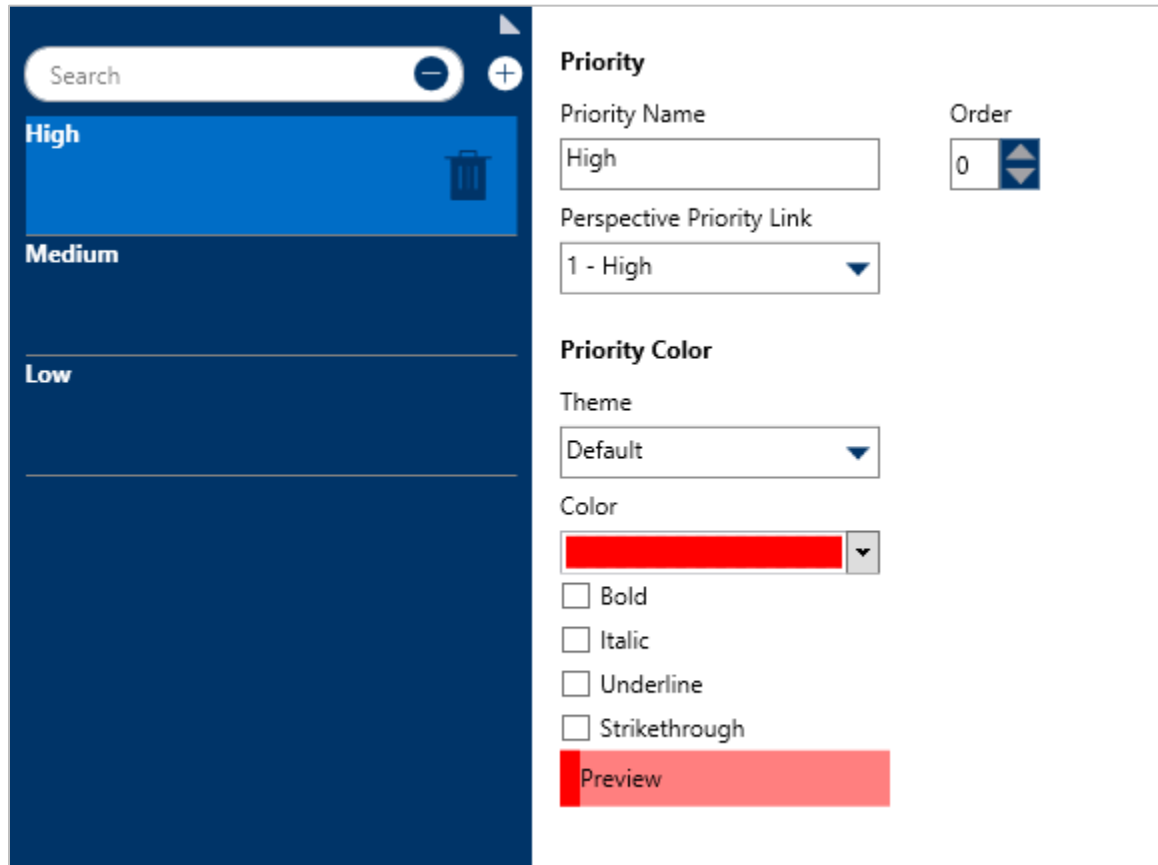 Search
High
Medium
Low
Priority
Priority Name
Order
High
0
Perspective Priority Link
1 - High
Priority Color
Theme
Default
Color
Bold
Italic
Underline
Strikethrough
Preview